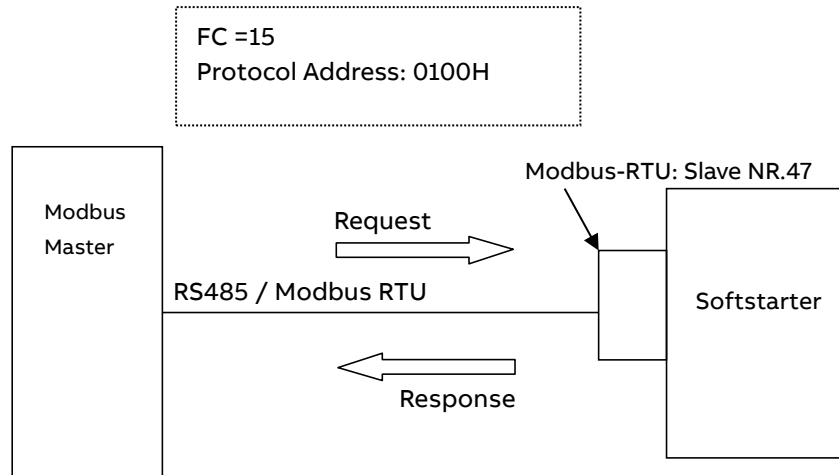 FC =15
Protocol Address: 0100H
Modbus-RTU: Slave NR.47
Modbus
Master
Request
RS485 / Modbus RTU
Softstarter
Response